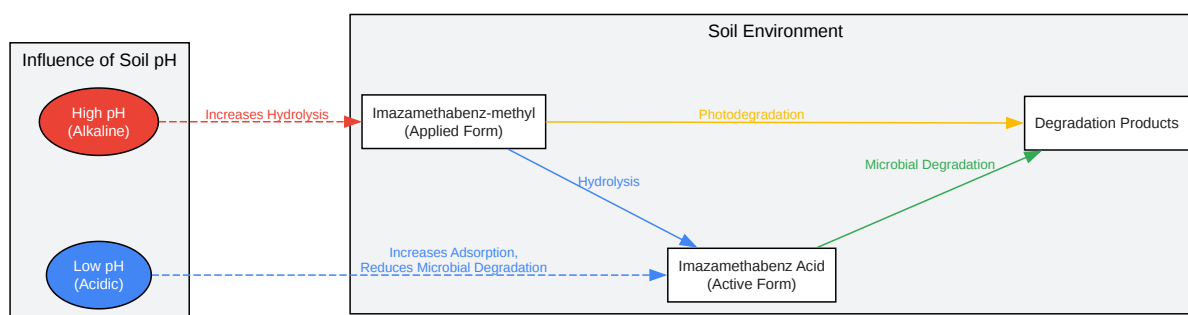 Soil Environment
Influence of Soil pH
High pH
(Alkaline)
Increases Hydrolysis
Imazamethabenz-methyl
(Applied Form)
Photodegradation
Degradation Products
Microbial Degradation
Hydrolysis
Low pH
(Acidic)
Increases Adsorption,
Reduces Microbial Degradation
Imazamethabenz Acid
(Active Form)